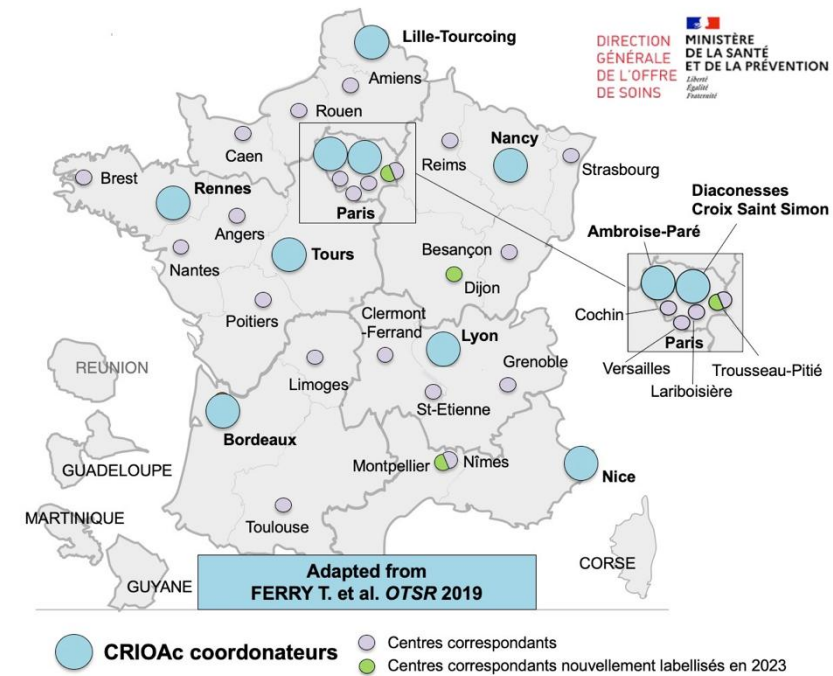 Lille-Tourcoing
DIRECTION
GÉNÉRALE
DE L'OFFRE
DE SOINS
MINISTÈRE
DE LA SANTÉ
ET DE LA PRÉVENTION
Liberté
Égalité
Fraternité
Amiens
Rouen
Caen
Reims
Nancy
Strasbourg
Brest
Rennes
Paris
Angers
Nantes
Tours
Besançon
Dijon
Diaconesses
Croix Saint Simon
Ambroise-Paré
Cochin
Paris
Versailles
Trousseau-Pitié
Lariboisière
Poitiers
Clermont
-Ferrand
Lyon
Grenoble
REUNION
Limoges
St-Etienne
Bordeaux
GUADELOUPE
Montpellier
Nîmes
Nice
MARTINIQUE
Toulouse
GUYANE
CORSE
Adapted from
FERRY T. et al. OTSR 2019
CRIOAc coordonateurs
Centres correspondants
Centres correspondants nouvellement labellisés en 2023